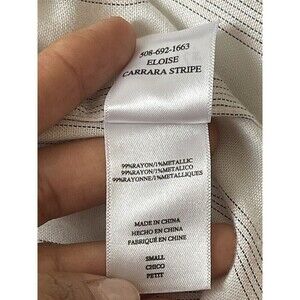 508-692-1663
ELOISE
CARRARA STRIPE
99%RAYON/1%METALLIC
99%RAYON/1%METALICO
99%RAYONNE/1%METALLIQUES
MADE IN CHINA
HECHO EN CHINA
FABRIQUÉ EN CHINE
SMALL
CHICO
PETIT